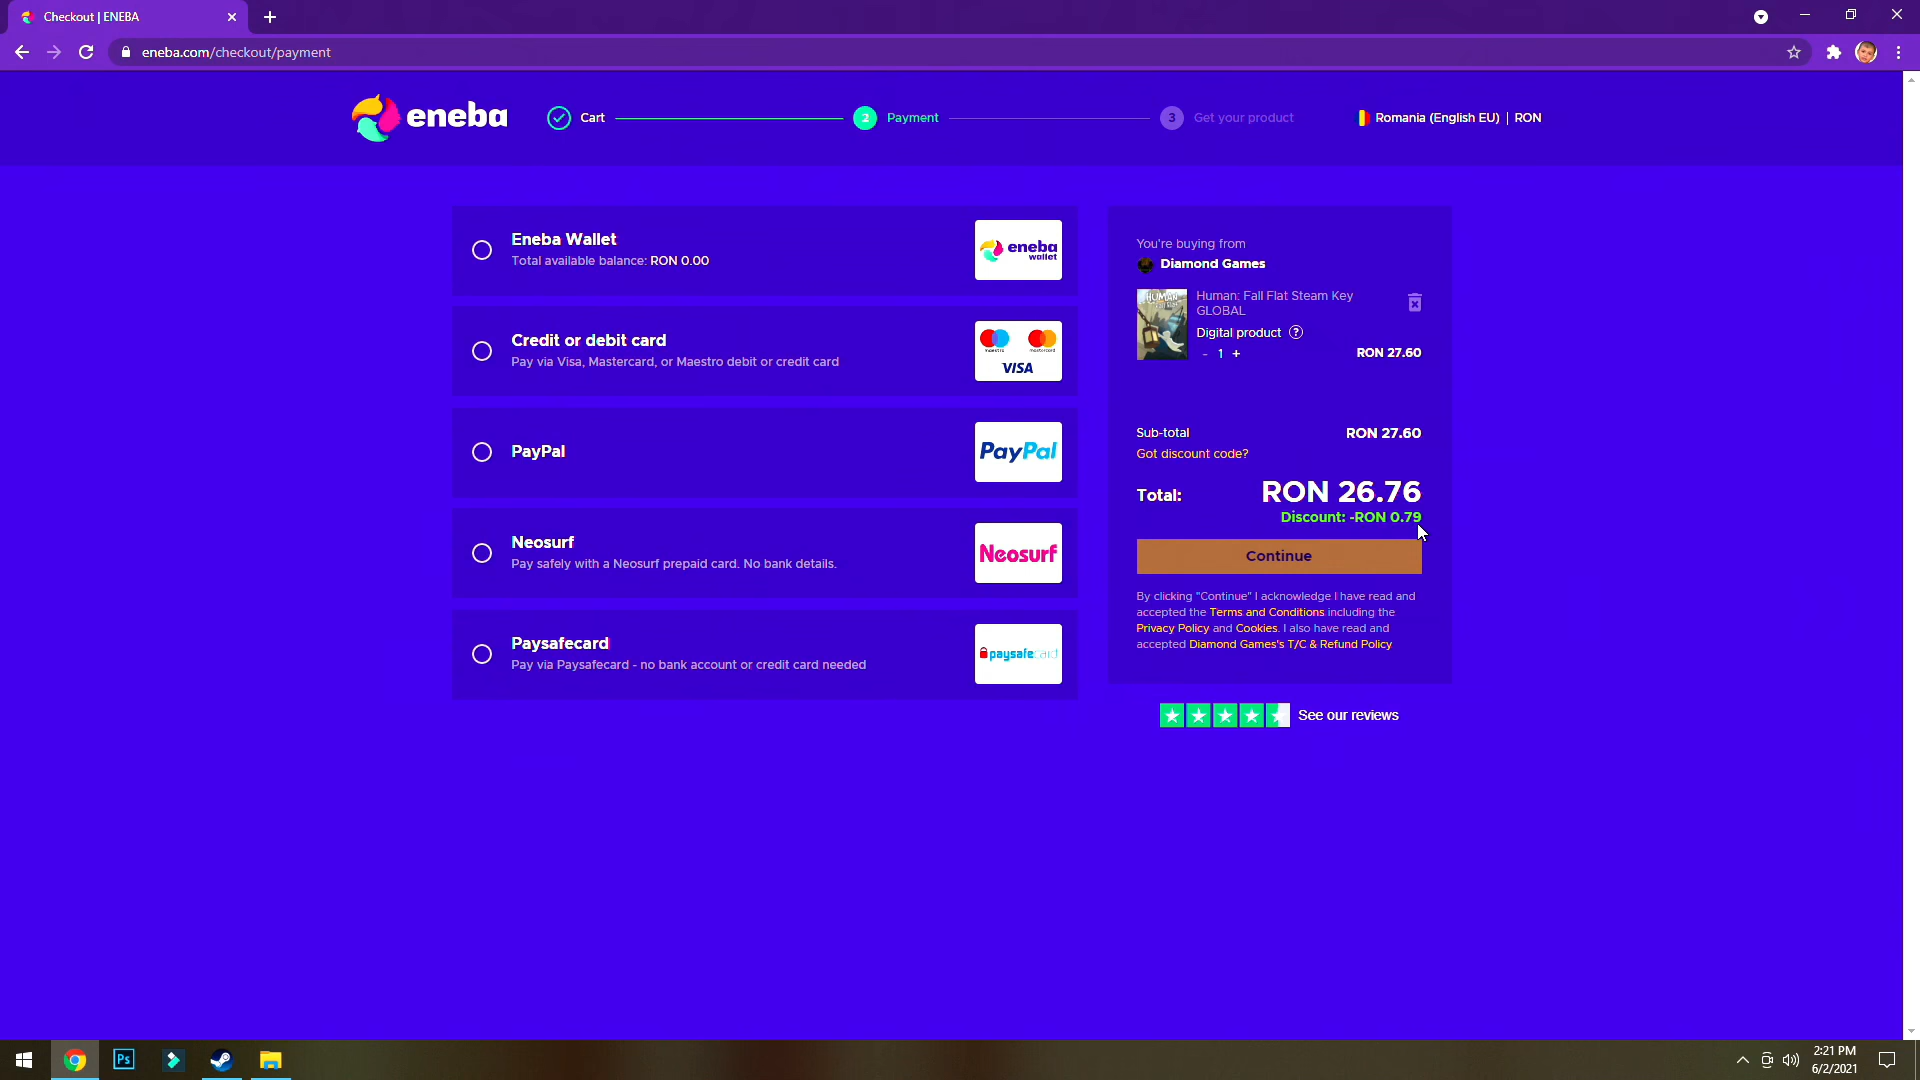 Checkout | ENEBA
eneba.com/checkout/payment
eneba
Cart
2
Payment
3
Get your product
Romania (English EU) | RON
Eneba Wallet
Total available balance: RON 0.00
eneba
wallet
Credit or debit card
Pay via Visa, Mastercard, or Maestro debit or credit card
maestro
mastercard
VISA
PayPal
PayPal
Neosurf
Pay safely with a Neosurf prepaid card. No bank details.
Neosurf
Paysafecard
Pay via Paysafecard - no bank account or credit card needed
paysafecard
You're buying from
Diamond Games
HUMAN
Human: Fall Flat Steam Key
GLOBAL
Digital product ?
- 1 +
RON 27.60
Sub-total
RON 27.60
Got discount code?
Total:
RON 26.76
Discount: -RON 0.79
Continue
By clicking "Continue" I acknowledge I have read and
accepted the Terms and Conditions including the
Privacy Policy and Cookies. I also have read and
accepted Diamond Games's T/C & Refund Policy
See our reviews
Ps
2:21 PM
6/2/2021